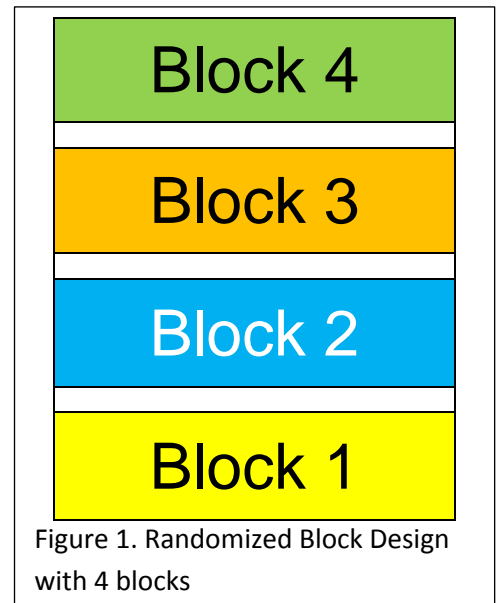 Block 4
Block 3
Block 2
Block 1
Figure 1. Randomized Block Design
with 4 blocks